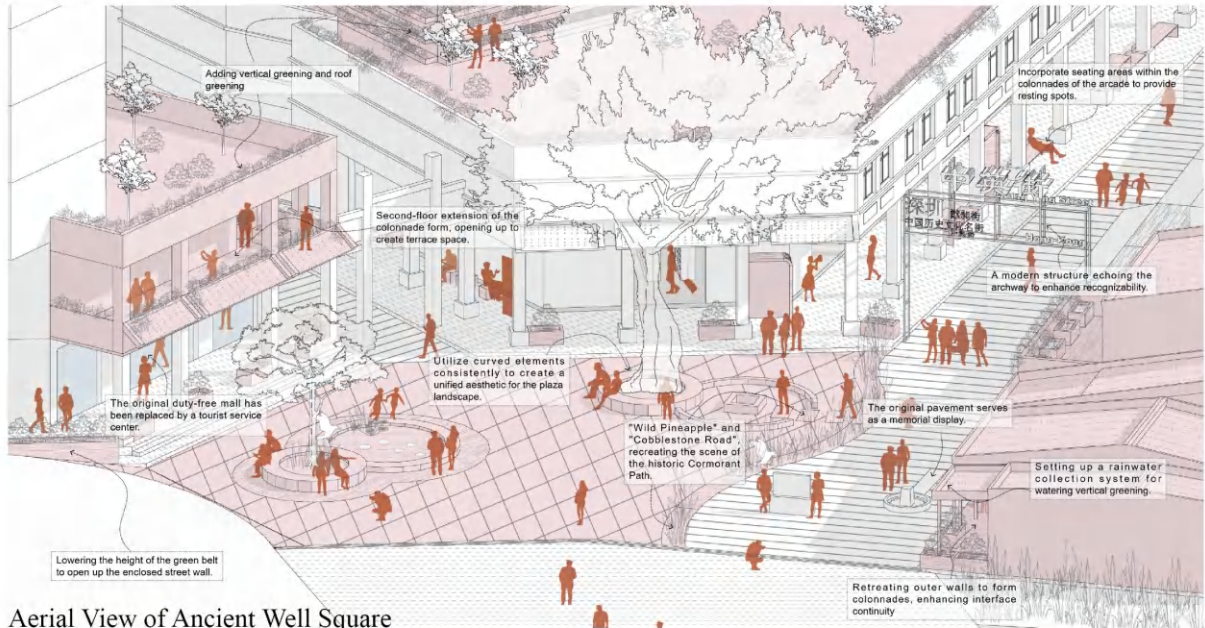 Adding vertical greening and roof
greening
Incorporate seating areas within the
colonnades of the arcade to provide
resting spots.
Second-floor extension of the
colonnade form, opening up to
create terrace space.
中英街
深圳
中国历史文化名街
A modern structure echoing the
archway to enhance recognizability.
Utilize curved elements
consistently to create a
unified aesthetic for the plaza
landscape.
The original duty-free mall has
been replaced by a tourist service
center.
The original pavement serves
as a memorial display.
"Wild Pineapple" and
"Cobblestone Road",
recreating the scene of
the historic Cormorant
Path.
Setting up a rainwater
collection system for
watering vertical greening.
Lowering the height of the green belt
to open up the enclosed street wall.
Retreating outer walls to form
colonnades, enhancing interface
continuity
Aerial View of Ancient Well Square